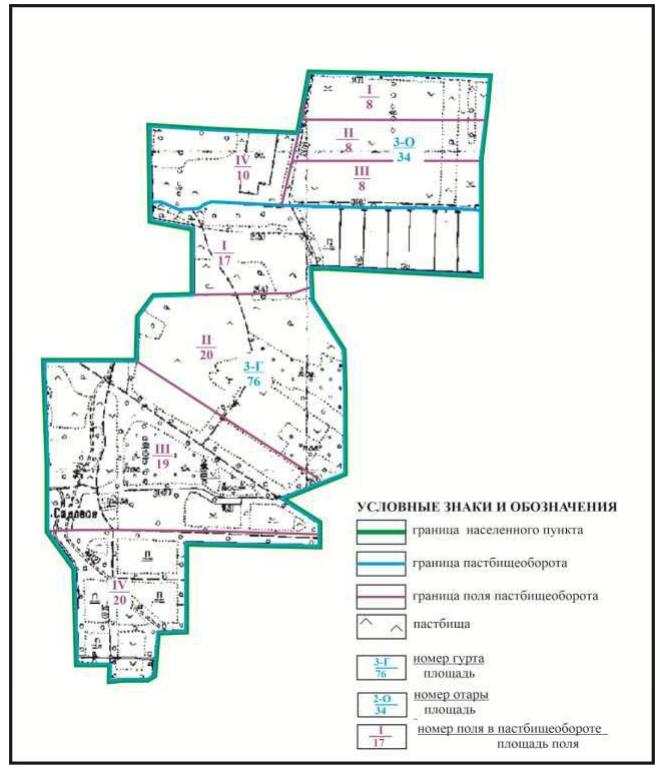 I
8
II
8
3-О
34
IV
10
III
8
I
17
II
20
3-Г
76
III
19
Садовое
IV
20
П
П
П
П
П
УСЛОВНЫЕ ЗНАКИ И ОБОЗНАЧЕНИЯ
граница населенного пункта
граница пастбищеоборота
граница поля пастбищеоборота
пастбища
3-Г
76
номер гурта
площадь
2-О
34
номер отары
площадь
I
17
номер поля в пастбищеобороте
площадь поля